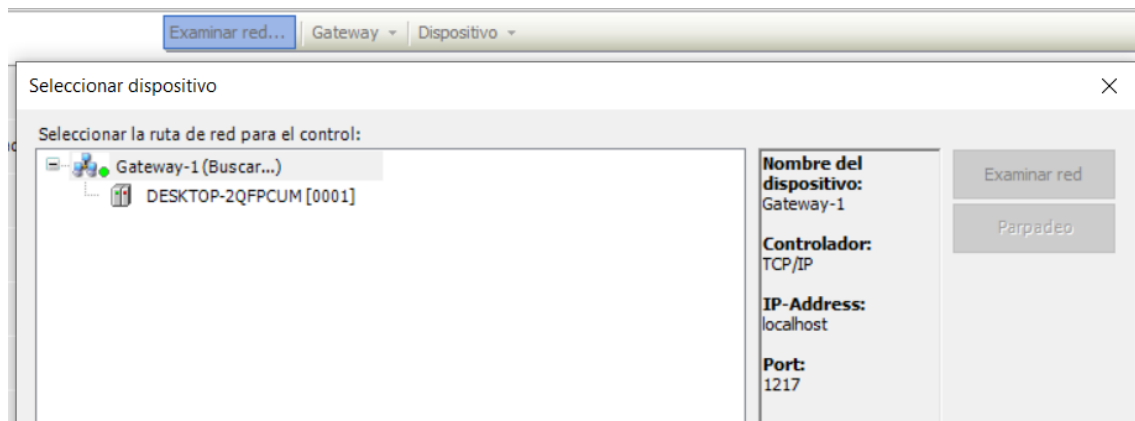 Examinar red... Gateway Dispositivo
Seleccionar dispositivo
Seleccionar la ruta de red para el control:
Gateway-1 (Buscar...)
DESKTOP-2QFPCUM [0001]
Nombre del
dispositivo:
Gateway-1
Controlador:
TCP/IP
IP-Address:
localhost
Port:
1217
Examinar red
Parpadeo